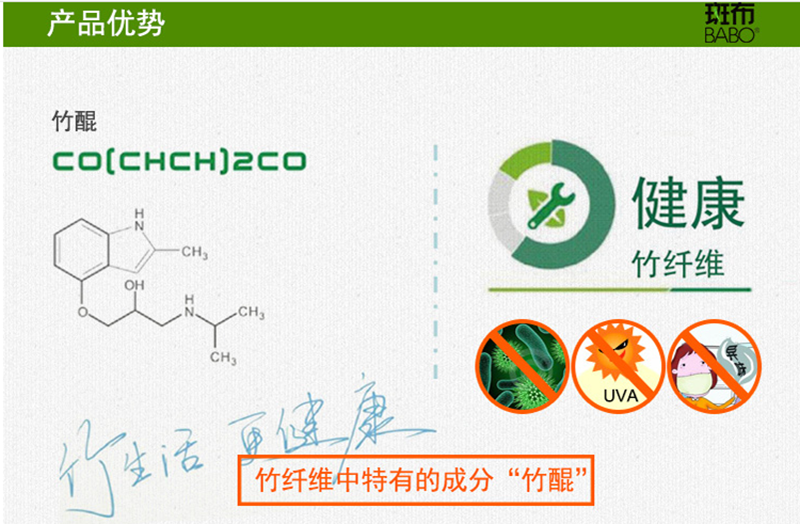 产品优势
斑布
BABO®
竹醌
CO(CHCH)2CO
H
N
CH3
O
OH
H
N
CH3
CH3
健康
竹纤维
UVA
竹生活 更健康
竹纤维中特有的成分“竹醌”